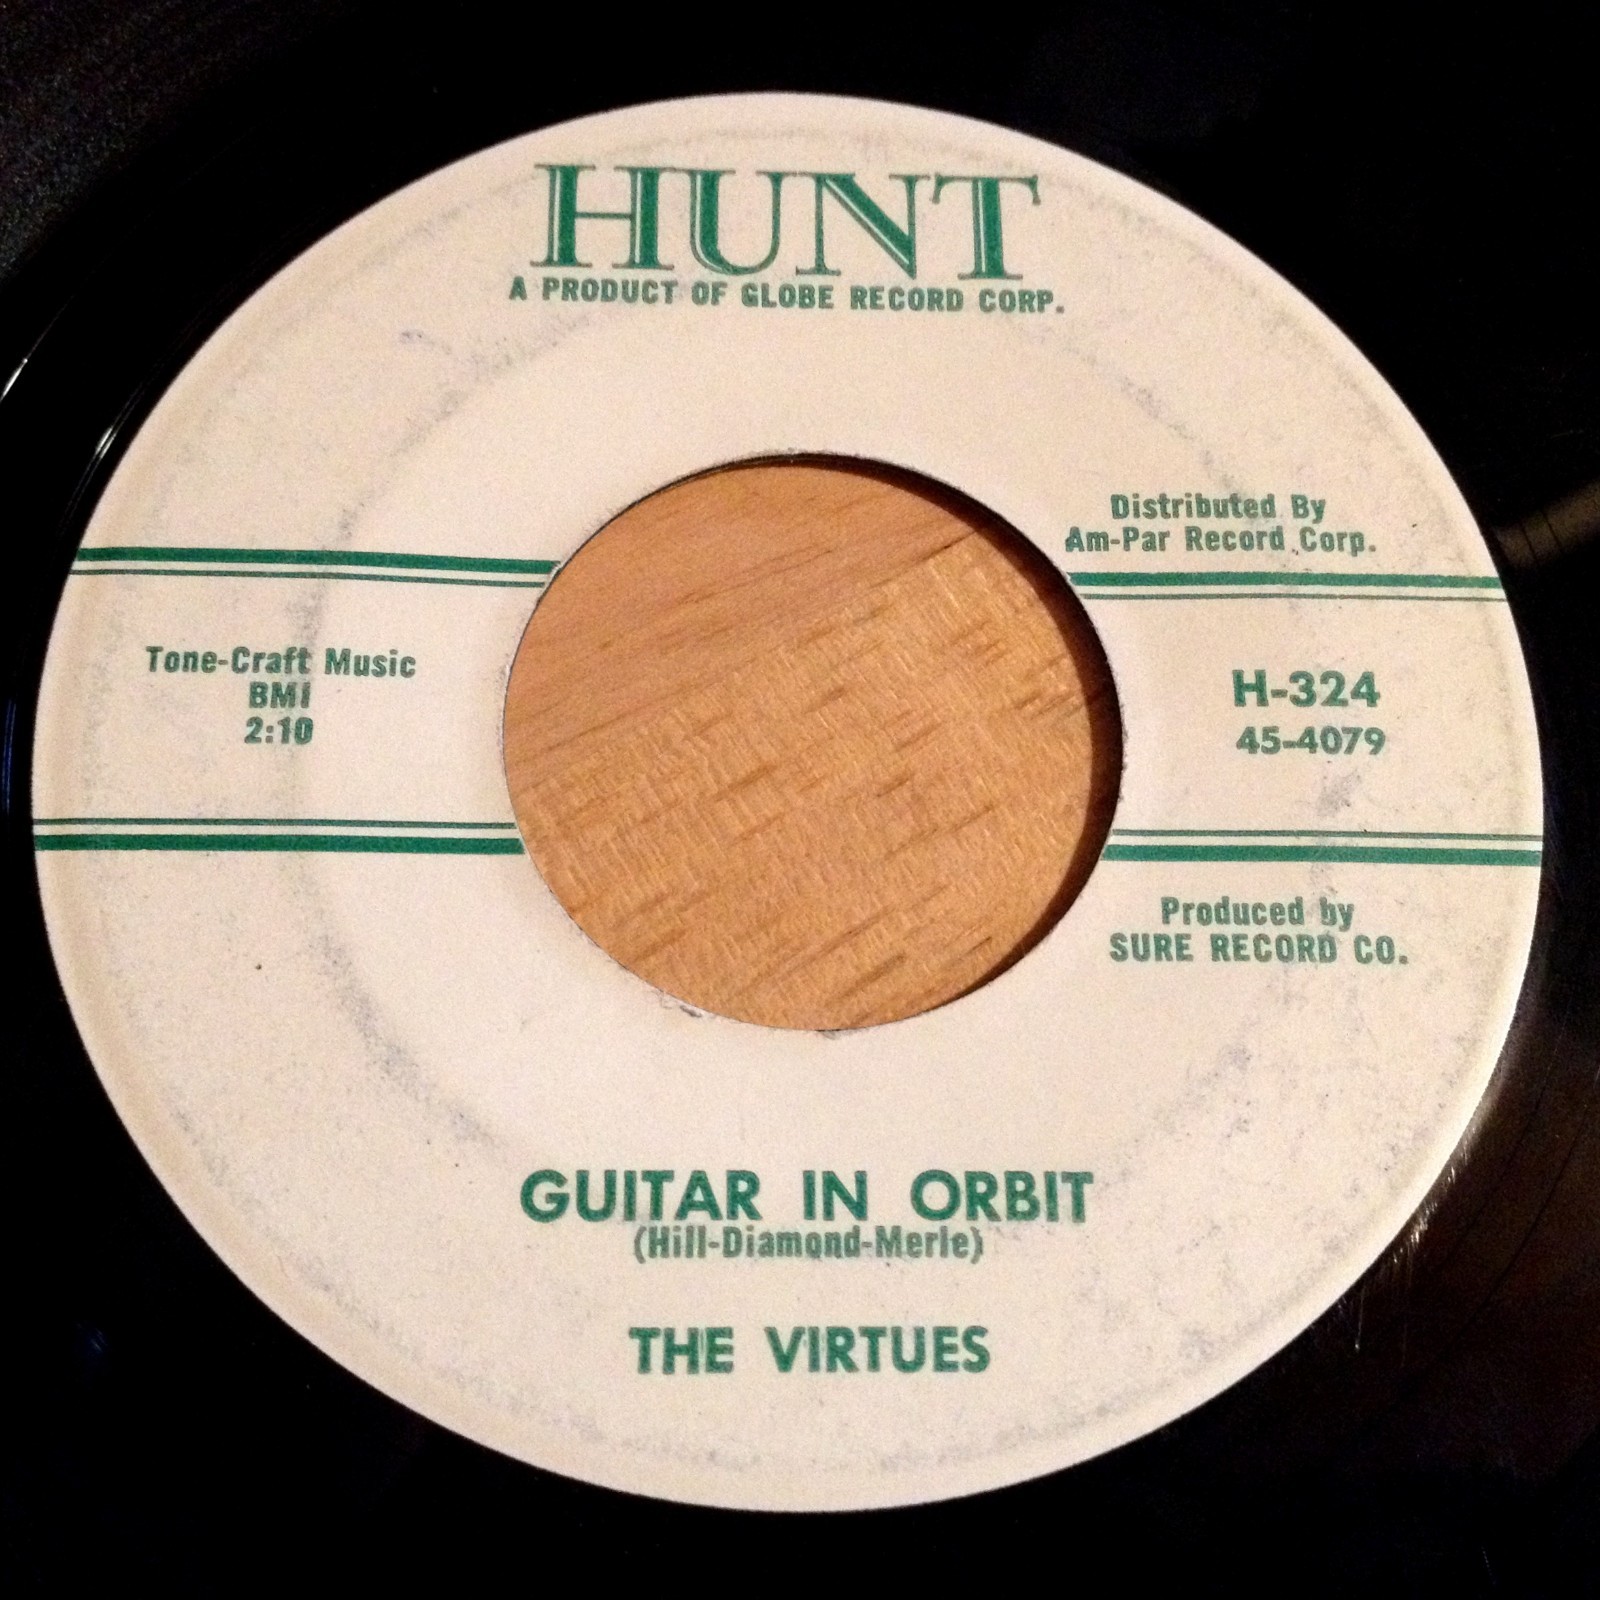 HUNT
A PRODUCT OF GLOBE RECORD CORP.
Distributed By
Am-Par Record Corp.
Tone-Craft Music
BMI
2:10
H-324
45-4079
Produced by
SURE RECORD CO.
GUITAR IN ORBIT
(Hill-Diamond-Merle)
THE VIRTUES